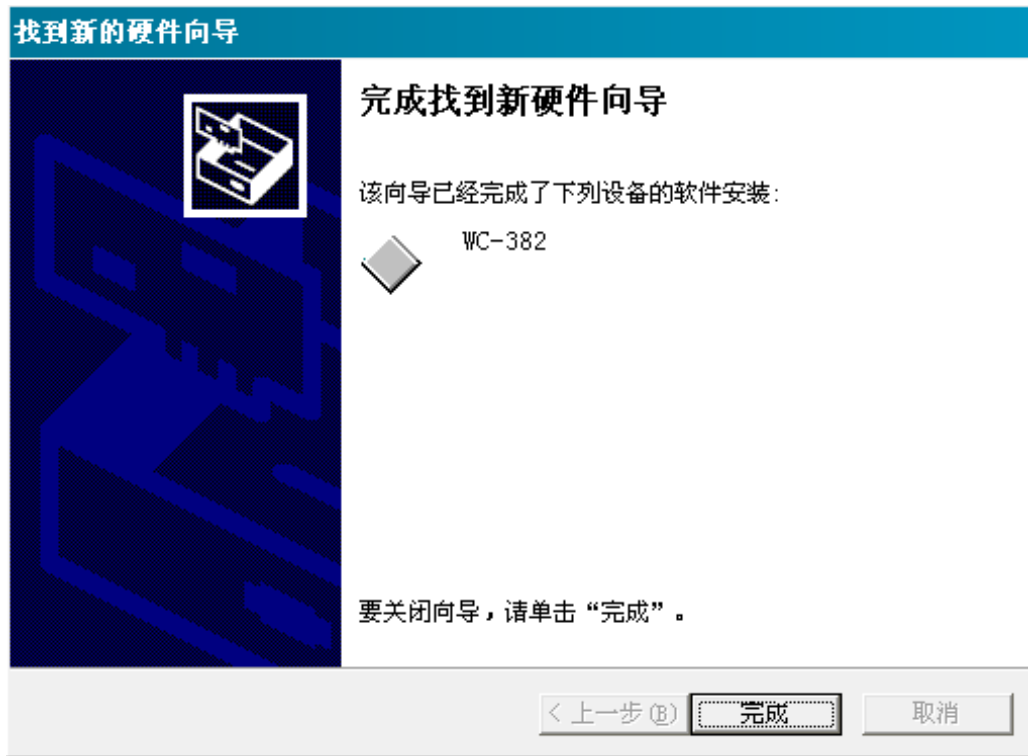 找到新的硬件向导
完成找到新硬件向导
该向导已经完成了下列设备的软件安装:
WC-382
要关闭向导，请单击“完成”。
< 上一步(B)
完成
取消